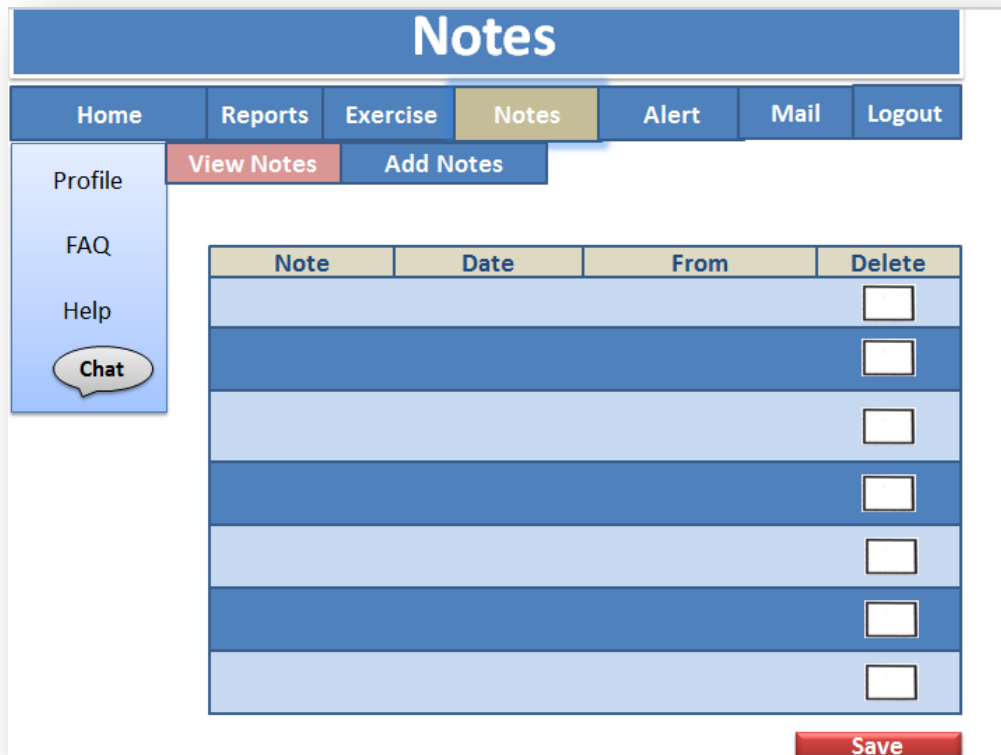 Notes
Home Reports Exercise Notes Alert Mail Logout
View Notes Add Notes
Profile
FAQ
Help
Chat
Note Date From Delete
Save